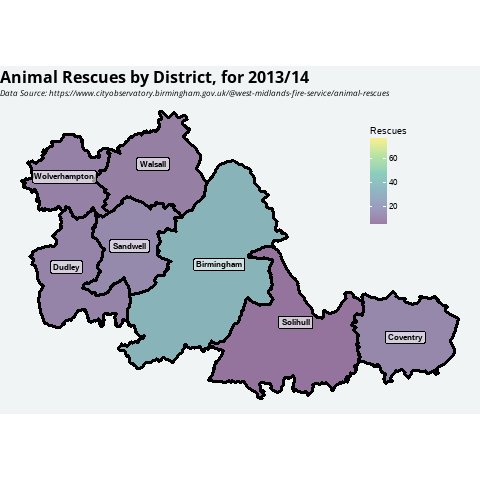 Animal Rescues by District, for 2013/14
Data Source: https://www.cityobservatory.birmingham.gov.uk/@west-midlands-fire-service/animal-rescues
Rescues
60
40
20
Walsall
Wolverhampton
Sandwell
Birmingham
Dudley
Solihull
Coventry